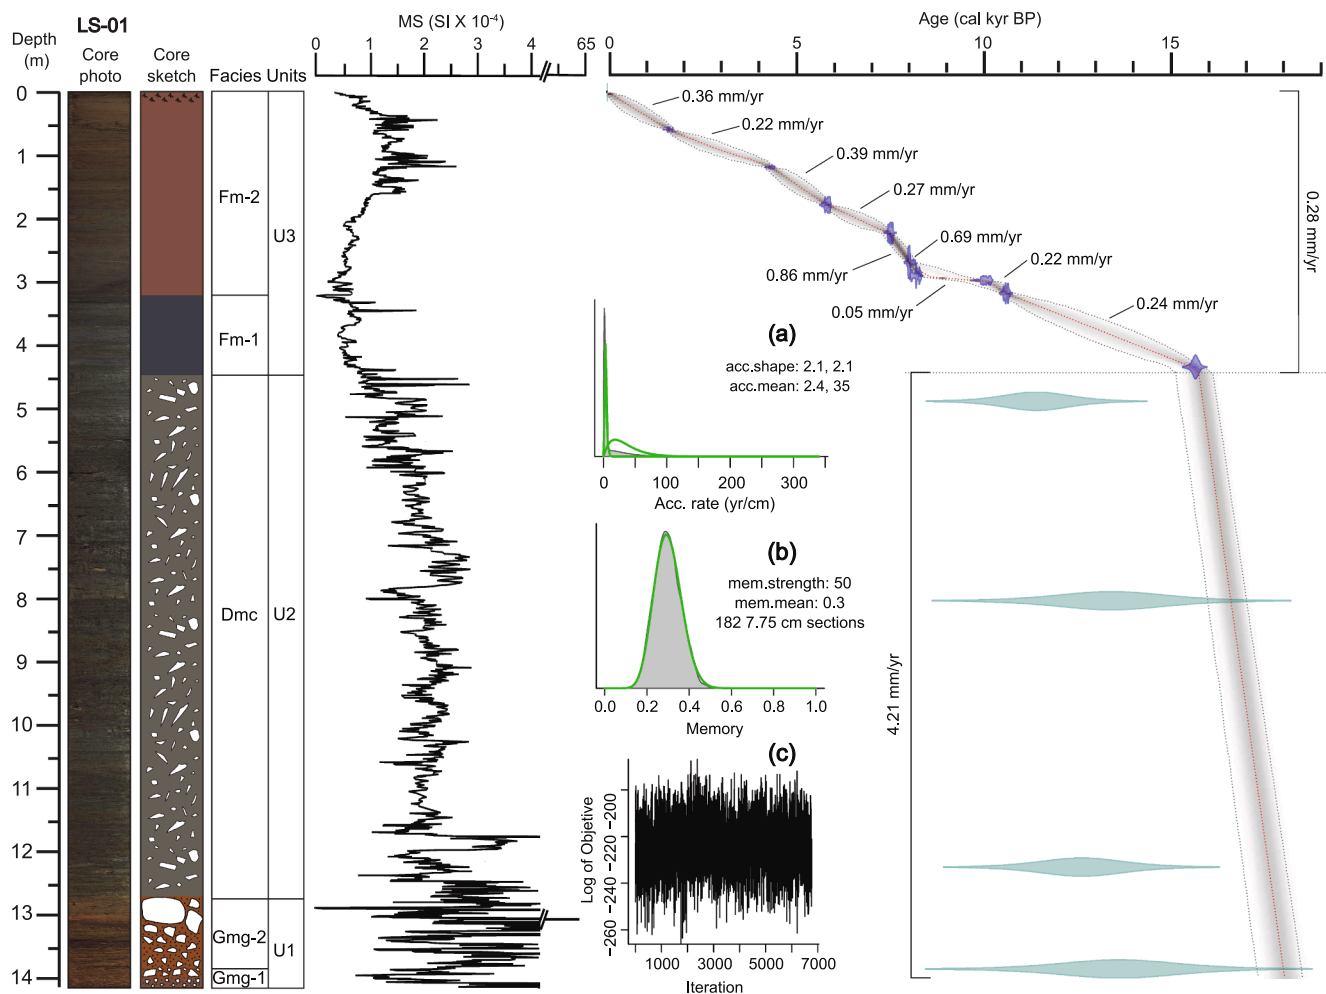 LS-01
Depth
(m)
Core
photo
Core
sketch
Facies
Units
MS (SI X 10-4)
0
1
2
3
4
65
Age (cal kyr BP)
0
5
10
15
0
1
2
3
4
5
6
7
8
9
10
11
12
13
14
Fm-2
Fm-1
Dmc
Gmg-2
Gmg-1
U3
U2
U1
0.36 mm/yr
0.22 mm/yr
0.39 mm/yr
0.27 mm/yr
0.69 mm/yr
0.86 mm/yr
0.22 mm/yr
0.05 mm/yr
0.24 mm/yr
0.28 mm/yr
4.21 mm/yr
(a)
acc.shape: 2.1, 2.1
acc.mean: 2.4, 35
0
100
200
300
Acc. rate (yr/cm)
(b)
mem.strength: 50
mem.mean: 0.3
182 7.75 cm sections
0.0
0.2
0.4
0.6
0.8
1.0
Memory
(c)
Log of Objetive
-200
-220
-240
-260
1000
3000
5000
7000
Iteration